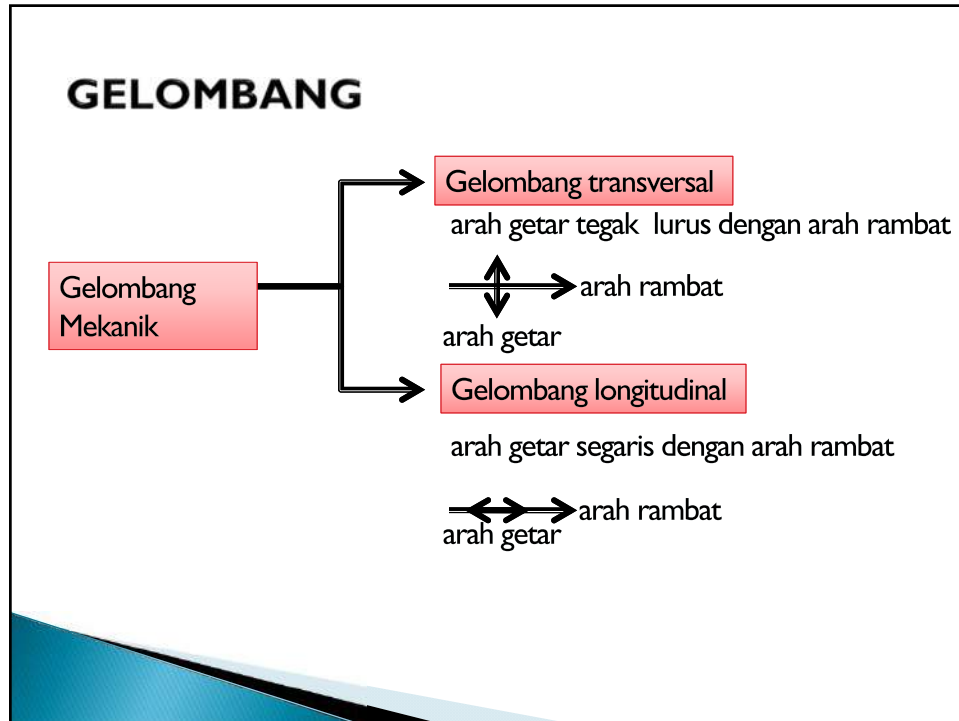 GELOMBANG
Gelombang transversal
arah getar tegak lurus dengan arah rambat
Gelombang
Mekanik
arah rambat
arah getar
Gelombang longitudinal
arah getar segaris dengan arah rambat
arah rambat
arah getar